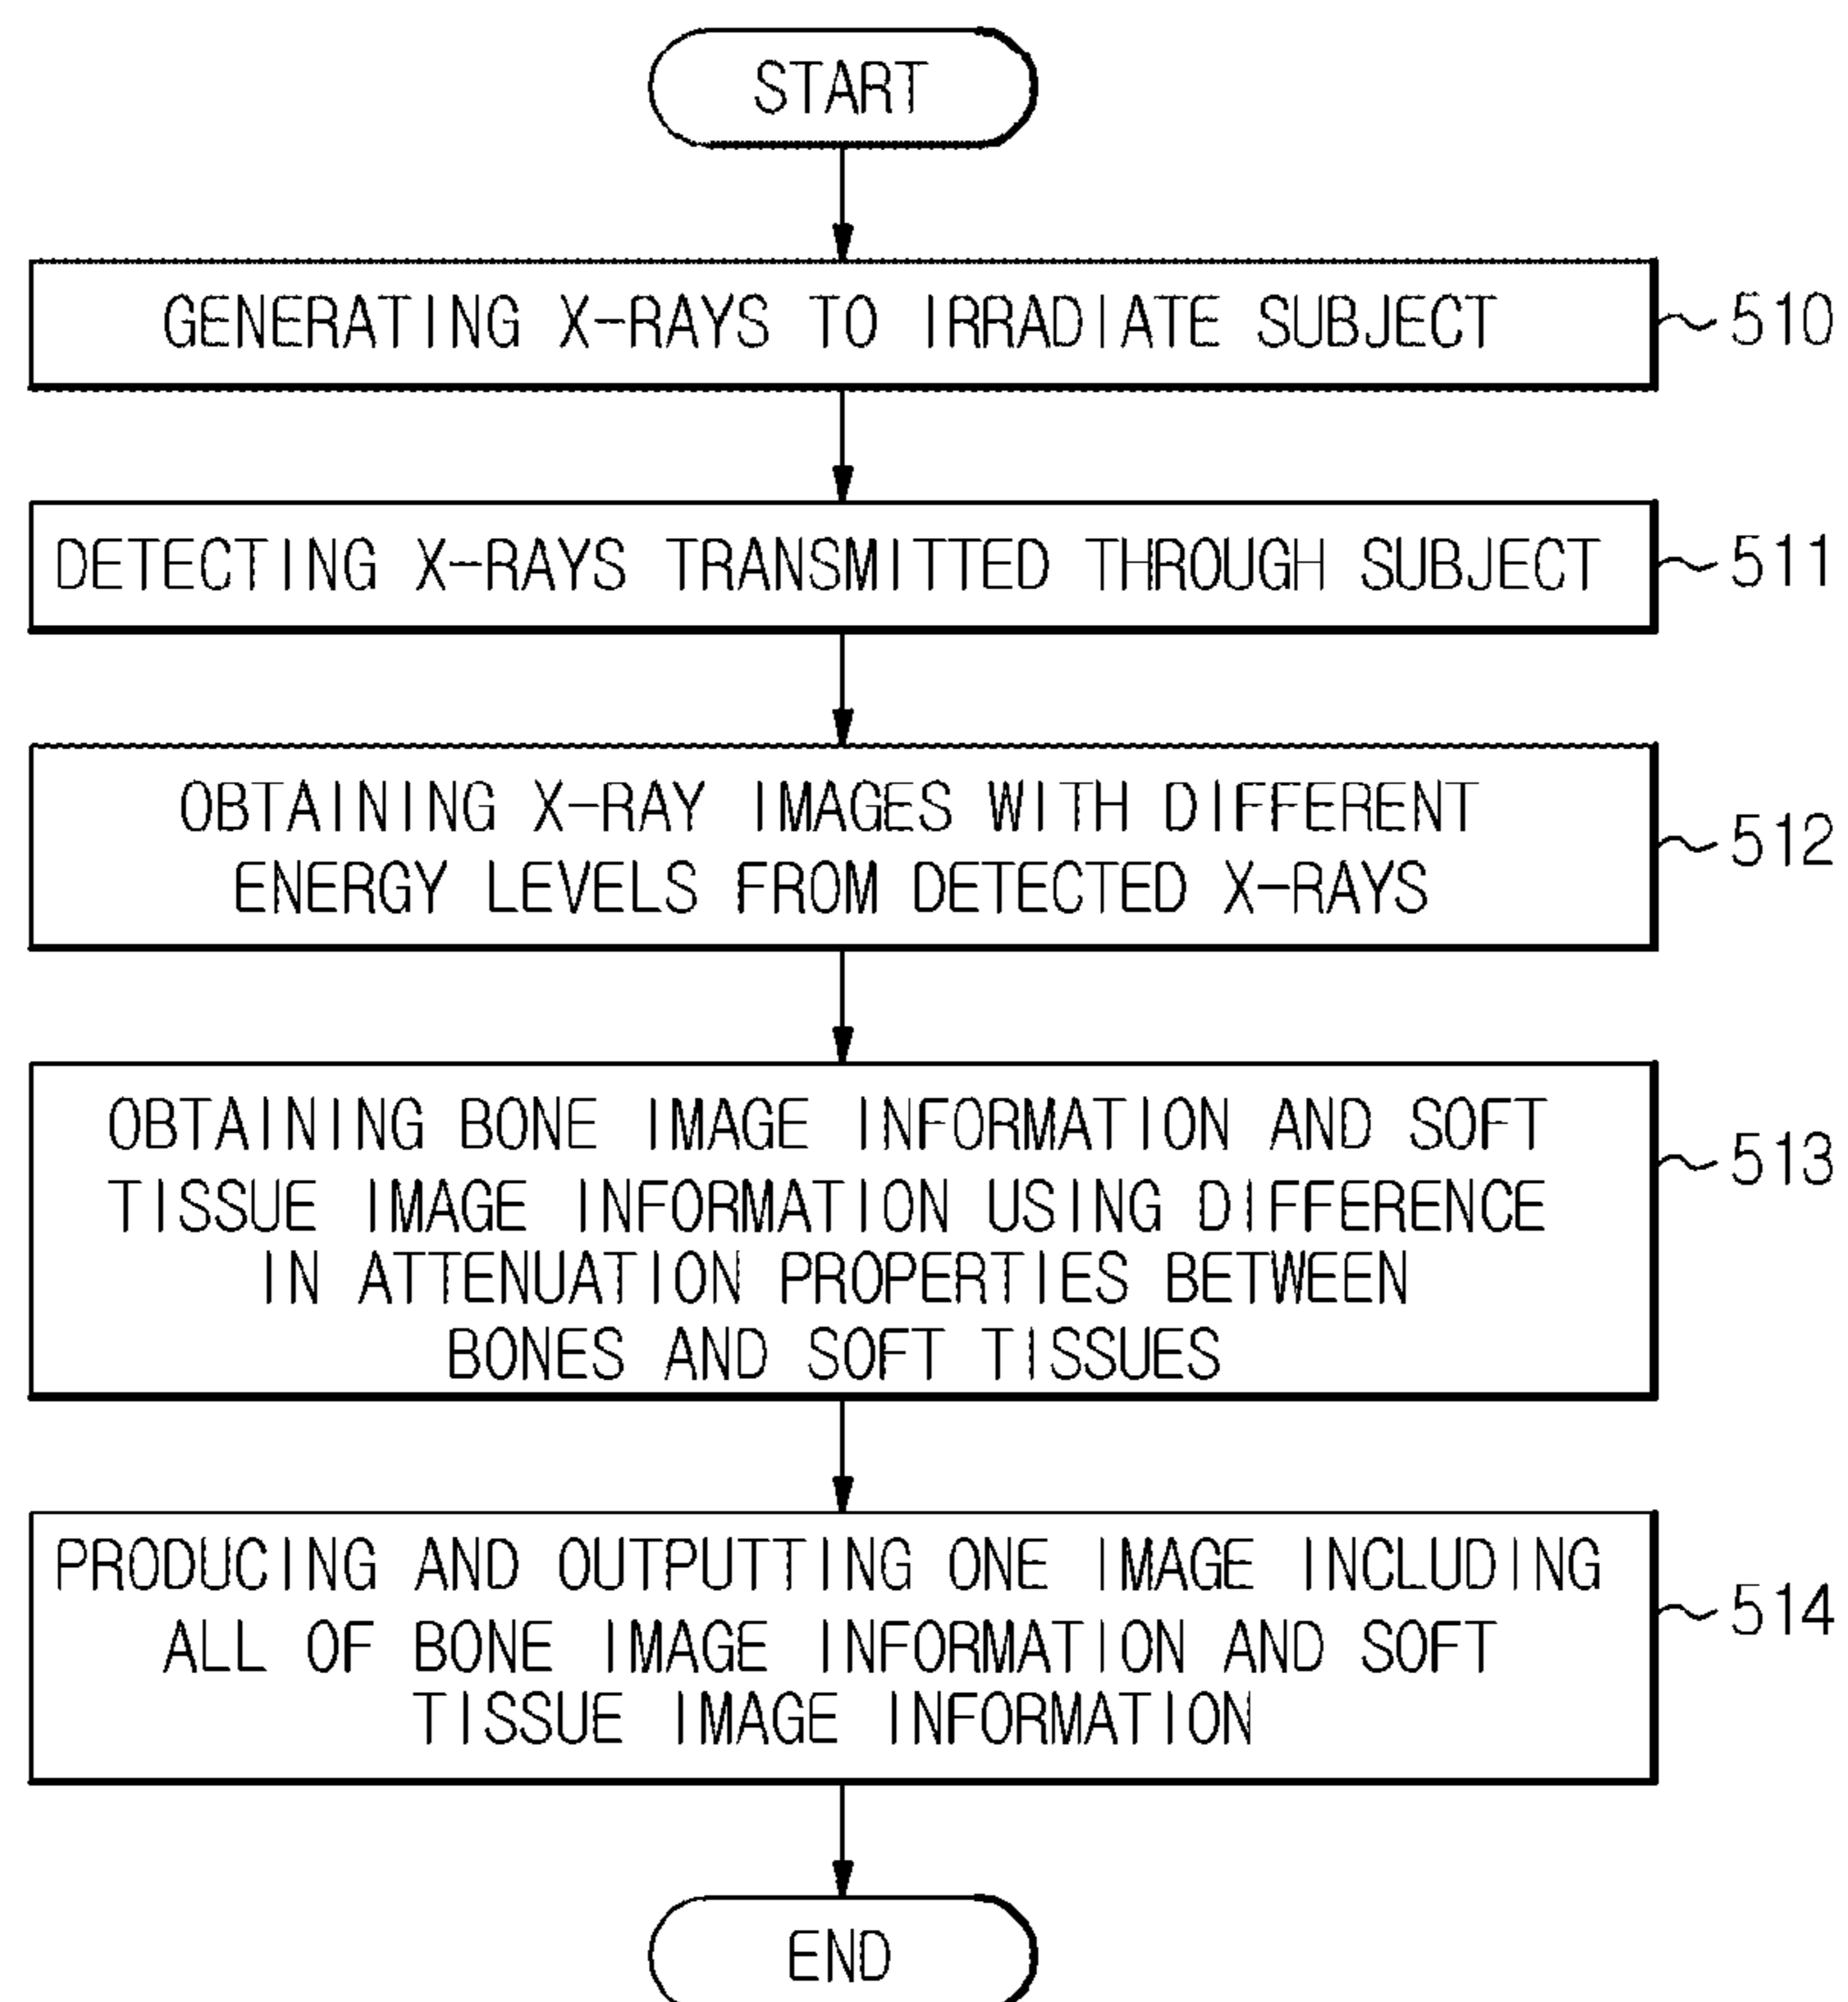 START
GENERATING X-RAYS TO IRRADIATE SUBJECT
510
DETECTING X-RAYS TRANSMITTED THROUGH SUBJECT
511
OBTAINING X-RAY IMAGES WITH DIFFERENT
ENERGY LEVELS FROM DETECTED X-RAYS
512
OBTAINING BONE IMAGE INFORMATION AND SOFT
TISSUE IMAGE INFORMATION USING DIFFERENCE
IN ATTENUATION PROPERTIES BETWEEN
BONES AND SOFT TISSUES
513
PRODUCING AND OUTPUTTING ONE IMAGE INCLUDING
ALL OF BONE IMAGE INFORMATION AND SOFT
TISSUE IMAGE INFORMATION
514
END